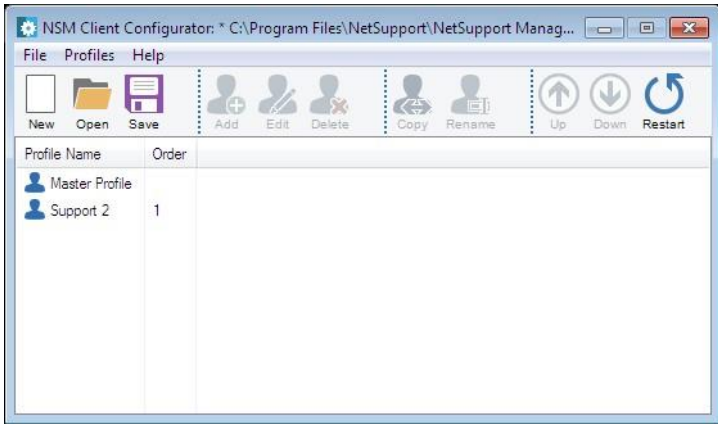 NSM Client Configurator: * C:\Program Files\NetSupport\NetSupport Manag...
File Profiles Help
New Open Save Add Edit Delete Copy Rename Up Down Restart
Profile Name Order
Master Profile
Support 2 1